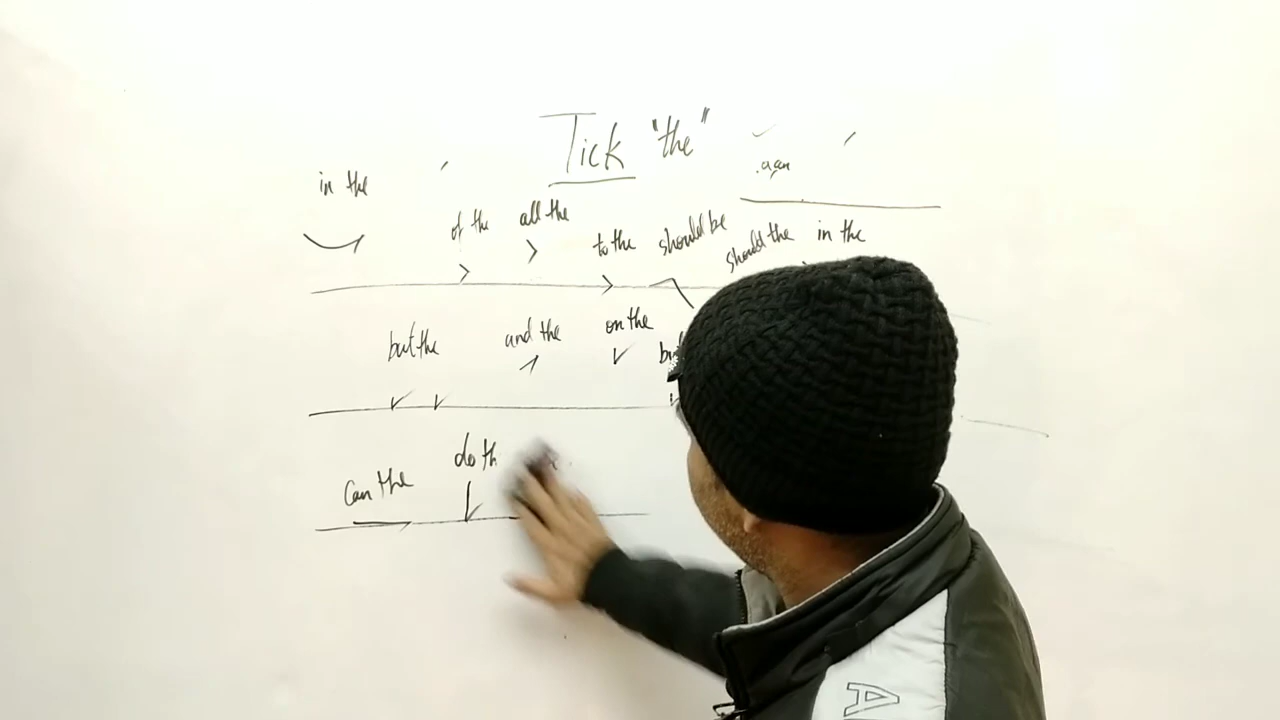 Tick "the"
again
in the
of the all the to the should be should the in the
but the and the on the
can the do th